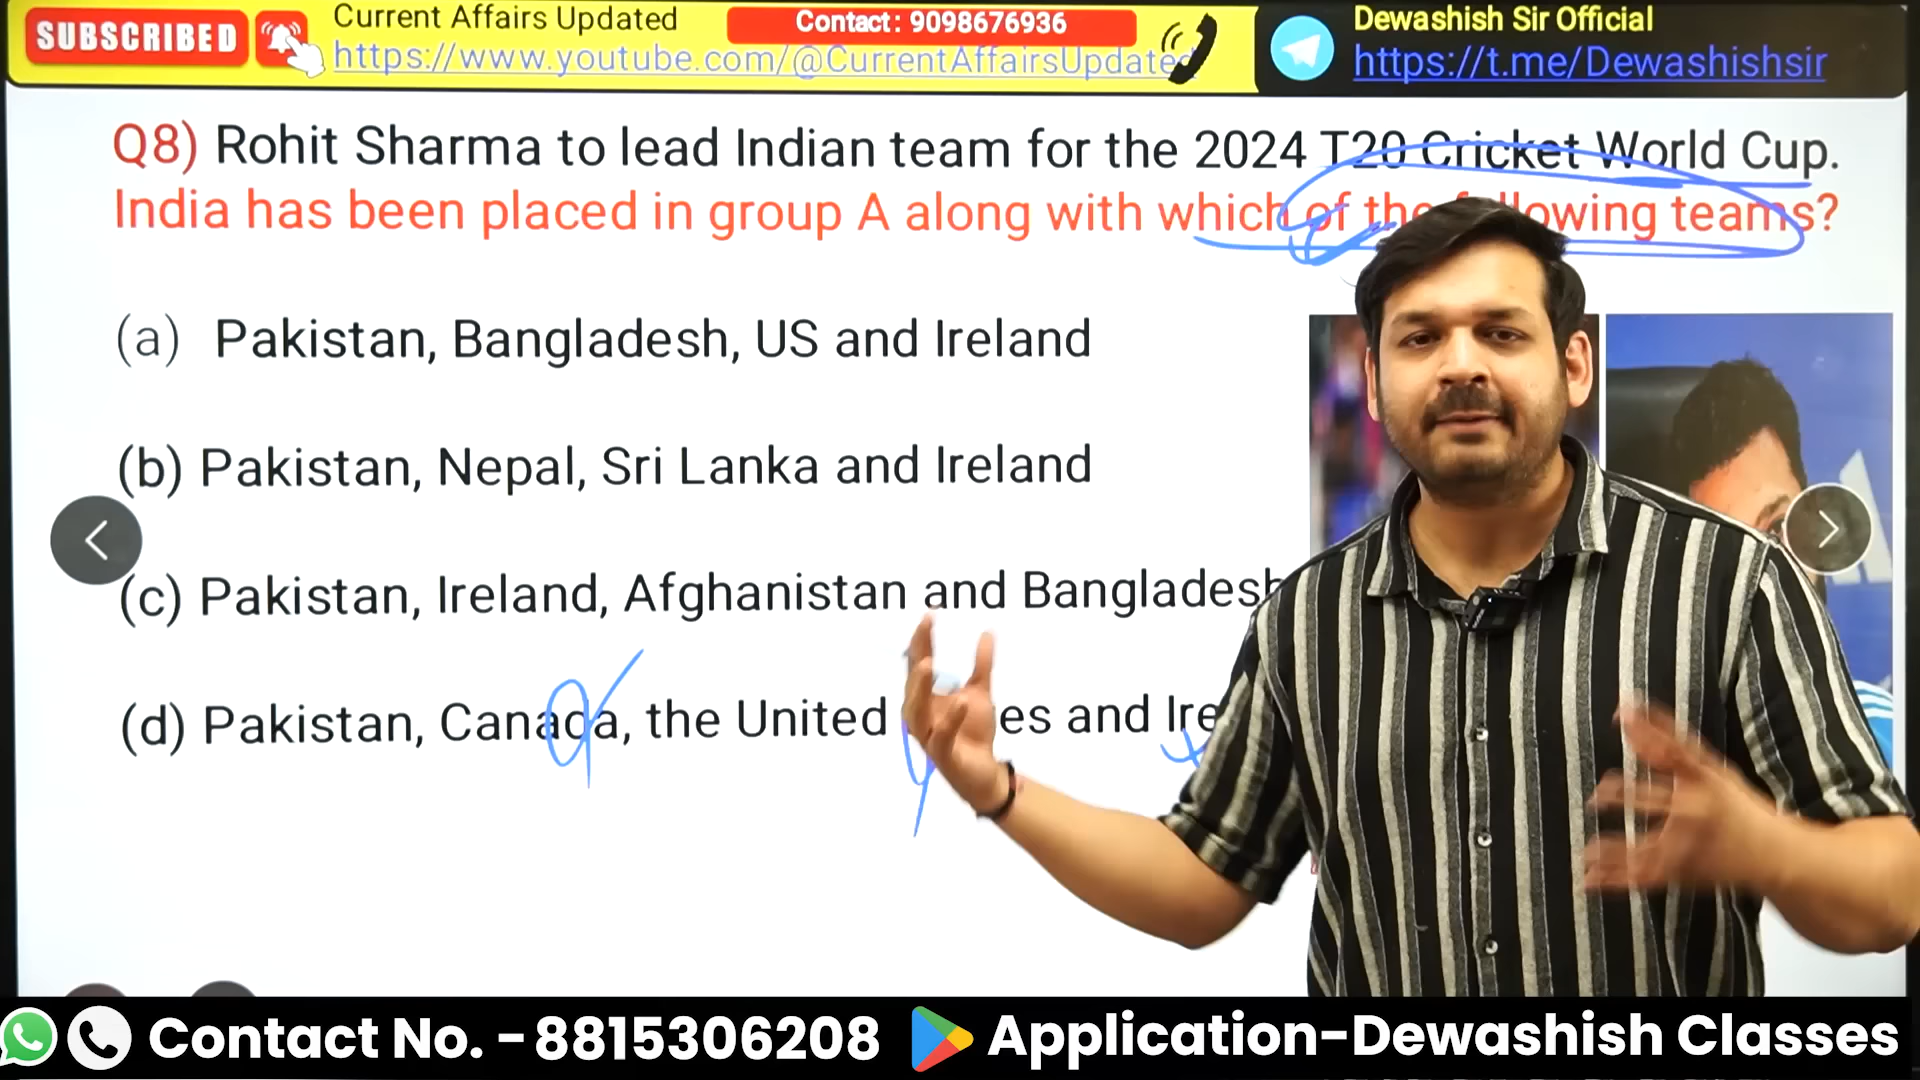 SUBSCRIBED
Current Affairs Updated
https://www.youtube.com/@CurrentAffairsUpdated
Contact: 9098676936
Dewashish Sir Official
https://t.me/Dewashishsir
Q8) Rohit Sharma to lead Indian team for the 2024 T20 Cricket World Cup.
India has been placed in group A along with which of the following teams?
(a) Pakistan, Bangladesh, US and Ireland
(b) Pakistan, Nepal, Sri Lanka and Ireland
(c) Pakistan, Ireland, Afghanistan and Bangladesh
(d) Pakistan, Canada, the United es and Ire
Contact No. - 8815306208
Application-Dewashish Classes